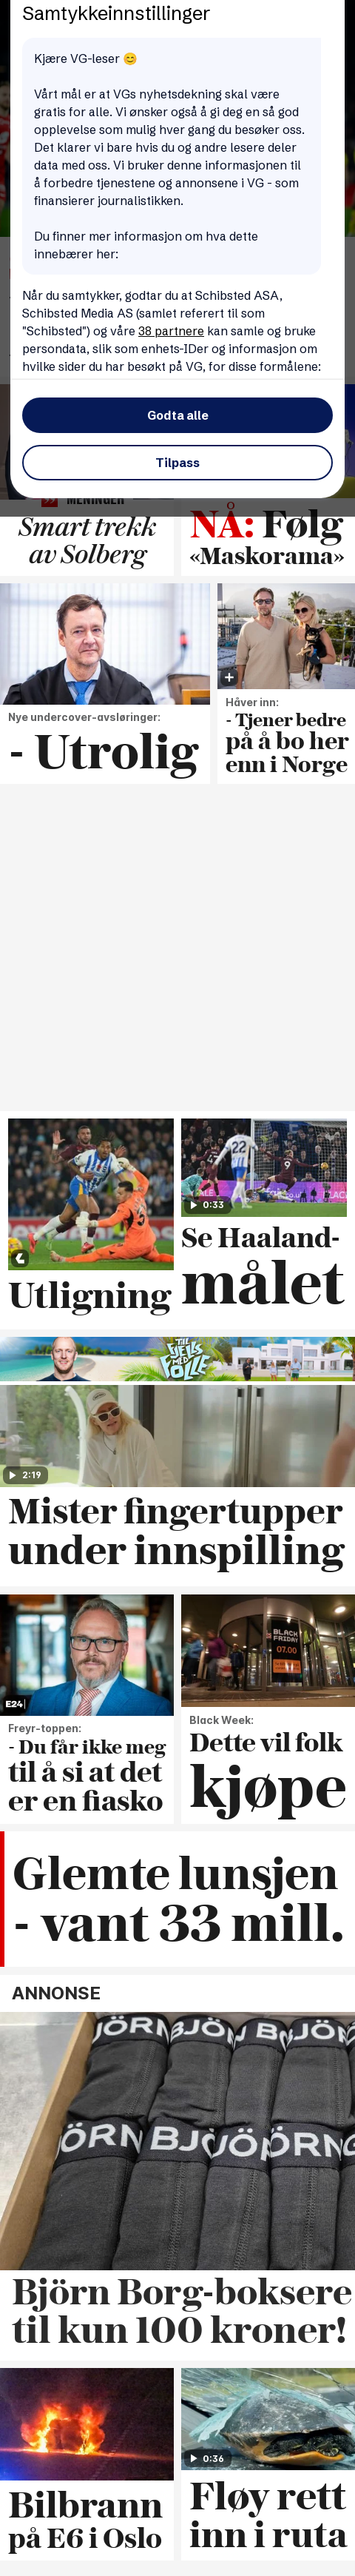 Samtykkeinnstillinger
Kjære VG-leser 😊
Vårt mål er at VGs nyhetsdekning skal være
gratis for alle. Vi ønsker også å gi deg en så god
opplevelse som mulig hver gang du besøker oss.
Det klarer vi bare hvis du og andre lesere deler
data med oss. Vi bruker denne informasjonen til
å forbedre tjenestene og annonsene i VG - som
finansierer journalistikken.
Du finner mer informasjon om hva dette
innebærer her:
Når du samtykker, godtar du at Schibsted ASA,
Schibsted Media AS (samlet referert til som
"Schibsted") og våre 38 partnere kan samle og bruke
persondata, slik som enhets-IDer og informasjon om
hvilke sider du har besøkt på VG, for disse formålene:
Godta alle
Tilpass
MENINGER
Smart trekk
av Solberg
NÅ: Følg
«Maskorama»
Nye undercover-avsløringer:
- Utrolig
Håver inn:
- Tjener bedre
på å bo her
enn i Norge
Utligning
0:33
Se Haaland-
målet
TIL
FJELLS
MED
FOLLE
2:19
Mister fingertupper
under innspilling
E24
Freyr-toppen:
- Du får ikke meg
til å si at det
er en fiasko
BLACK
FRIDAY
07.00
Black Week:
Dette vil folk
kjøpe
Glemte lunsjen
- vant 33 mill.
ANNONSE
Björn Borg-boksere
til kun 100 kroner!
Bilbrann
på E6 i Oslo
0:36
Fløy rett
inn i ruta